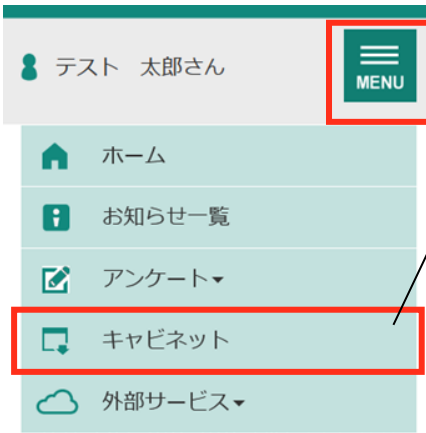 テスト　太郎さん
MENU
ホーム
お知らせ一覧
アンケート▼
キャビネット
外部サービス▼